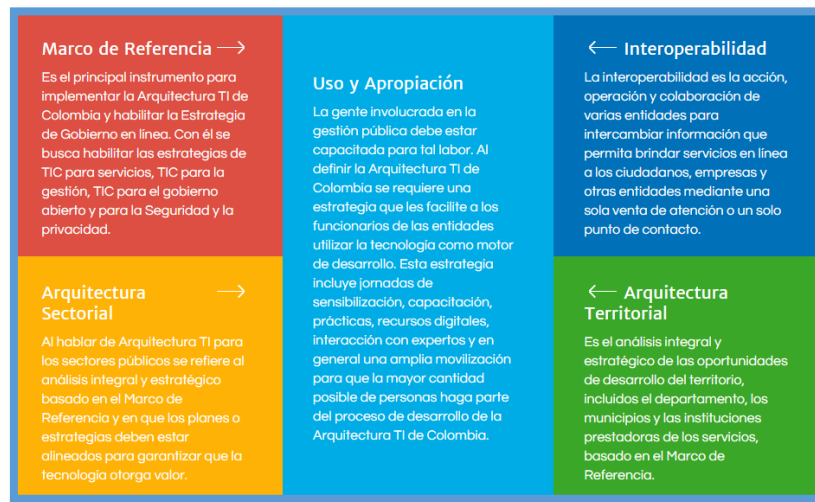 Marco de Referencia
Es el principal instrumento para
implementar la Arquitectura TI de
Colombia y habilitar la Estrategia
de Gobierno en línea. Con él se
busca habilitar las estrategias de
TIC para servicios, TIC para la
gestión, TIC para el gobierno
abierto y para la Seguridad y la
privacidad.
Arquitectura
Sectorial
Al hablar de Arquitectura TI para
los sectores públicos se refiere al
análisis integral y estratégico
basado en el Marco de
Referencia y en que los planes o
estrategias deben estar
alineados para garantizar que la
tecnología otorga valor.
Uso y Apropiación
La gente involucrada en la
gestión pública debe estar
capacitada para tal labor. Al
definir la Arquitectura TI de
Colombia se requiere una
estrategia que les facilite a los
funcionarios de las entidades
utilizar la tecnología como motor
de desarrollo. Esta estrategia
incluye jornadas de
sensibilización, capacitación,
prácticas, recursos digitales,
interacción con expertos y en
general una amplia movilización
para que la mayor cantidad
posible de personas haga parte
del proceso de desarrollo de la
Arquitectura TI de Colombia.
Interoperabilidad
La interoperabilidad es la acción,
operación y colaboración de
varias entidades para
intercambiar información que
permita brindar servicios en línea
a los ciudadanos, empresas y
otras entidades mediante una
sola venta de atención o un solo
punto de contacto.
Arquitectura
Territorial
Es el análisis integral y
estratégico de las oportunidades
de desarrollo del territorio,
incluidos el departamento, los
municipios y las instituciones
prestadoras de los servicios,
basado en el Marco de
Referencia.